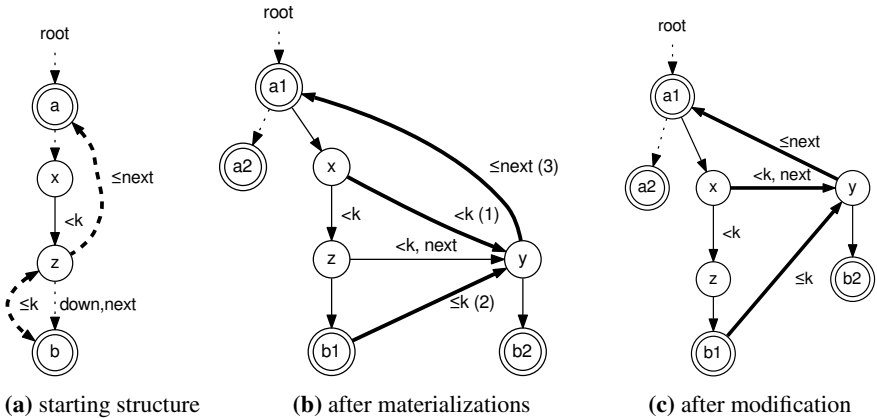 root
a
x
z
b
≤next
<k
≤k
down,next
(a) starting structure
root
a1
a2
x
z
y
b1
b2
≤next (3)
<k (1)
<k
<k, next
≤k (2)
(b) after materializations
root
a1
a2
x
y
z
b1
b2
≤next
<k, next
<k
≤k
(c) after modification